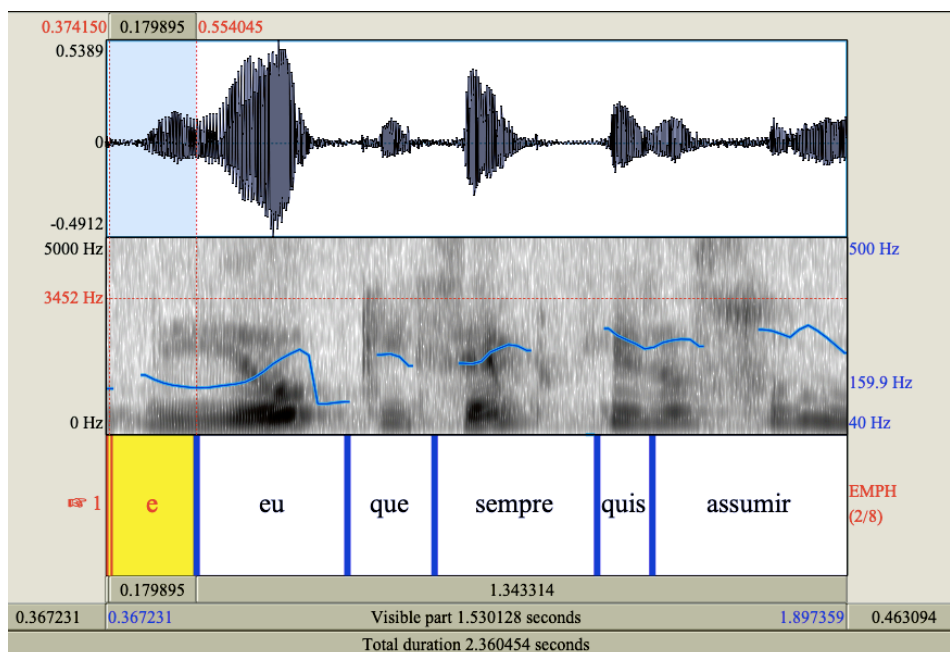 0.374150 0.179895 0.554045
0.5389
0
-0.4912
5000 Hz 500 Hz
3452 Hz
159.9 Hz
0 Hz 40 Hz
☞ 1 e eu que sempre quis assumir EMPH
(2/8)
0.179895 1.343314
0.367231 0.367231 Visible part 1.530128 seconds 1.897359 0.463094
Total duration 2.360454 seconds